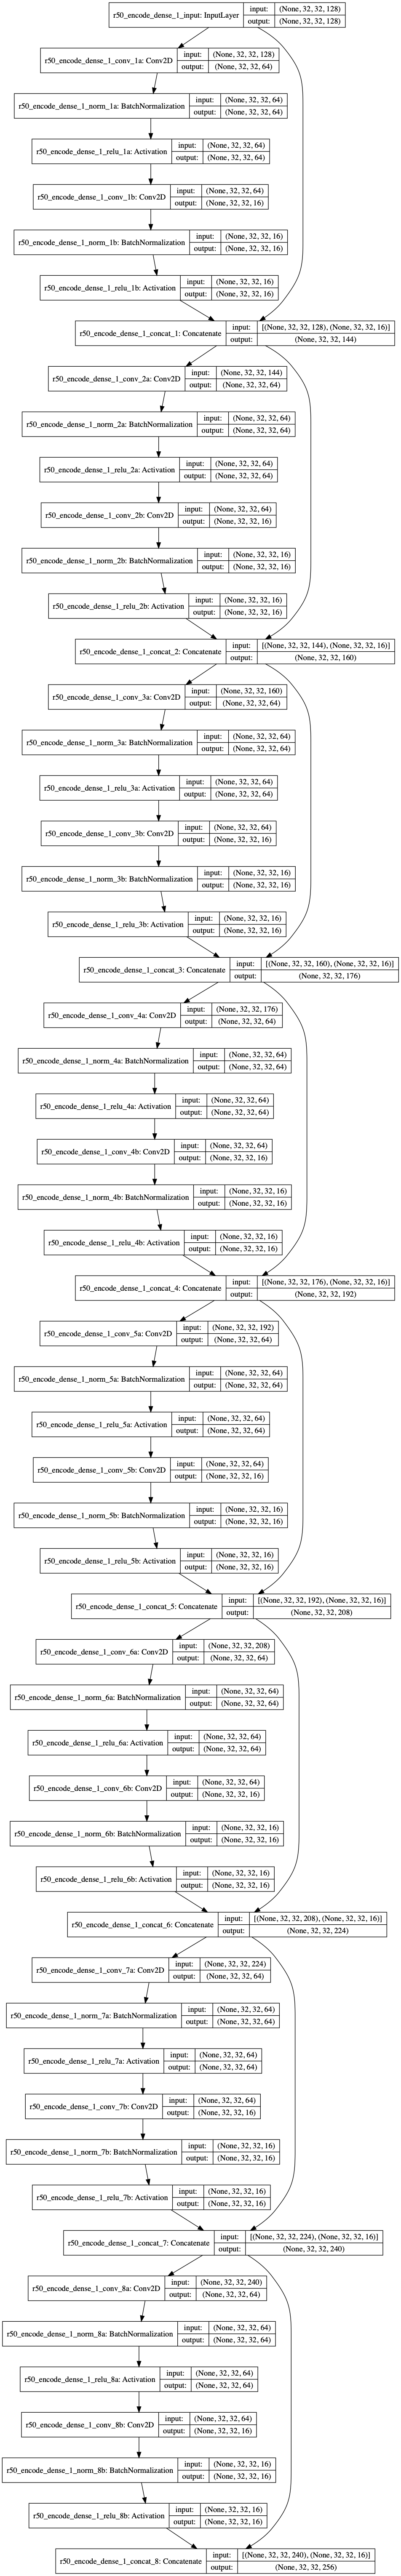 r50_encode_dense_1_input: InputLayer input: (None, 32, 32, 128)
output: (None, 32, 32, 128)
r50_encode_dense_1_conv_1a: Conv2D input: (None, 32, 32, 128)
output: (None, 32, 32, 64)
r50_encode_dense_1_norm_1a: BatchNormalization input: (None, 32, 32, 64)
output: (None, 32, 32, 64)
r50_encode_dense_1_relu_1a: Activation input: (None, 32, 32, 64)
output: (None, 32, 32, 64)
r50_encode_dense_1_conv_1b: Conv2D input: (None, 32, 32, 64)
output: (None, 32, 32, 16)
r50_encode_dense_1_norm_1b: BatchNormalization input: (None, 32, 32, 16)
output: (None, 32, 32, 16)
r50_encode_dense_1_relu_1b: Activation input: (None, 32, 32, 16)
output: (None, 32, 32, 16)
r50_encode_dense_1_concat_1: Concatenate input: [(None, 32, 32, 128), (None, 32, 32, 16)]
output: (None, 32, 32, 144)
r50_encode_dense_1_conv_2a: Conv2D input: (None, 32, 32, 144)
output: (None, 32, 32, 64)
r50_encode_dense_1_norm_2a: BatchNormalization input: (None, 32, 32, 64)
output: (None, 32, 32, 64)
r50_encode_dense_1_relu_2a: Activation input: (None, 32, 32, 64)
output: (None, 32, 32, 64)
r50_encode_dense_1_conv_2b: Conv2D input: (None, 32, 32, 64)
output: (None, 32, 32, 16)
r50_encode_dense_1_norm_2b: BatchNormalization input: (None, 32, 32, 16)
output: (None, 32, 32, 16)
r50_encode_dense_1_relu_2b: Activation input: (None, 32, 32, 16)
output: (None, 32, 32, 16)
r50_encode_dense_1_concat_2: Concatenate input: [(None, 32, 32, 144), (None, 32, 32, 16)]
output: (None, 32, 32, 160)
r50_encode_dense_1_conv_3a: Conv2D input: (None, 32, 32, 160)
output: (None, 32, 32, 64)
r50_encode_dense_1_norm_3a: BatchNormalization input: (None, 32, 32, 64)
output: (None, 32, 32, 64)
r50_encode_dense_1_relu_3a: Activation input: (None, 32, 32, 64)
output: (None, 32, 32, 64)
r50_encode_dense_1_conv_3b: Conv2D input: (None, 32, 32, 64)
output: (None, 32, 32, 16)
r50_encode_dense_1_norm_3b: BatchNormalization input: (None, 32, 32, 16)
output: (None, 32, 32, 16)
r50_encode_dense_1_relu_3b: Activation input: (None, 32, 32, 16)
output: (None, 32, 32, 16)
r50_encode_dense_1_concat_3: Concatenate input: [(None, 32, 32, 160), (None, 32, 32, 16)]
output: (None, 32, 32, 176)
r50_encode_dense_1_conv_4a: Conv2D input: (None, 32, 32, 176)
output: (None, 32, 32, 64)
r50_encode_dense_1_norm_4a: BatchNormalization input: (None, 32, 32, 64)
output: (None, 32, 32, 64)
r50_encode_dense_1_relu_4a: Activation input: (None, 32, 32, 64)
output: (None, 32, 32, 64)
r50_encode_dense_1_conv_4b: Conv2D input: (None, 32, 32, 64)
output: (None, 32, 32, 16)
r50_encode_dense_1_norm_4b: BatchNormalization input: (None, 32, 32, 16)
output: (None, 32, 32, 16)
r50_encode_dense_1_relu_4b: Activation input: (None, 32, 32, 16)
output: (None, 32, 32, 16)
r50_encode_dense_1_concat_4: Concatenate input: [(None, 32, 32, 176), (None, 32, 32, 16)]
output: (None, 32, 32, 192)
r50_encode_dense_1_conv_5a: Conv2D input: (None, 32, 32, 192)
output: (None, 32, 32, 64)
r50_encode_dense_1_norm_5a: BatchNormalization input: (None, 32, 32, 64)
output: (None, 32, 32, 64)
r50_encode_dense_1_relu_5a: Activation input: (None, 32, 32, 64)
output: (None, 32, 32, 64)
r50_encode_dense_1_conv_5b: Conv2D input: (None, 32, 32, 64)
output: (None, 32, 32, 16)
r50_encode_dense_1_norm_5b: BatchNormalization input: (None, 32, 32, 16)
output: (None, 32, 32, 16)
r50_encode_dense_1_relu_5b: Activation input: (None, 32, 32, 16)
output: (None, 32, 32, 16)
r50_encode_dense_1_concat_5: Concatenate input: [(None, 32, 32, 192), (None, 32, 32, 16)]
output: (None, 32, 32, 208)
r50_encode_dense_1_conv_6a: Conv2D input: (None, 32, 32, 208)
output: (None, 32, 32, 64)
r50_encode_dense_1_norm_6a: BatchNormalization input: (None, 32, 32, 64)
output: (None, 32, 32, 64)
r50_encode_dense_1_relu_6a: Activation input: (None, 32, 32, 64)
output: (None, 32, 32, 64)
r50_encode_dense_1_conv_6b: Conv2D input: (None, 32, 32, 64)
output: (None, 32, 32, 16)
r50_encode_dense_1_norm_6b: BatchNormalization input: (None, 32, 32, 16)
output: (None, 32, 32, 16)
r50_encode_dense_1_relu_6b: Activation input: (None, 32, 32, 16)
output: (None, 32, 32, 16)
r50_encode_dense_1_concat_6: Concatenate input: [(None, 32, 32, 208), (None, 32, 32, 16)]
output: (None, 32, 32, 224)
r50_encode_dense_1_conv_7a: Conv2D input: (None, 32, 32, 224)
output: (None, 32, 32, 64)
r50_encode_dense_1_norm_7a: BatchNormalization input: (None, 32, 32, 64)
output: (None, 32, 32, 64)
r50_encode_dense_1_relu_7a: Activation input: (None, 32, 32, 64)
output: (None, 32, 32, 64)
r50_encode_dense_1_conv_7b: Conv2D input: (None, 32, 32, 64)
output: (None, 32, 32, 16)
r50_encode_dense_1_norm_7b: BatchNormalization input: (None, 32, 32, 16)
output: (None, 32, 32, 16)
r50_encode_dense_1_relu_7b: Activation input: (None, 32, 32, 16)
output: (None, 32, 32, 16)
r50_encode_dense_1_concat_7: Concatenate input: [(None, 32, 32, 224), (None, 32, 32, 16)]
output: (None, 32, 32, 240)
r50_encode_dense_1_conv_8a: Conv2D input: (None, 32, 32, 240)
output: (None, 32, 32, 64)
r50_encode_dense_1_norm_8a: BatchNormalization input: (None, 32, 32, 64)
output: (None, 32, 32, 64)
r50_encode_dense_1_relu_8a: Activation input: (None, 32, 32, 64)
output: (None, 32, 32, 64)
r50_encode_dense_1_conv_8b: Conv2D input: (None, 32, 32, 64)
output: (None, 32, 32, 16)
r50_encode_dense_1_norm_8b: BatchNormalization input: (None, 32, 32, 16)
output: (None, 32, 32, 16)
r50_encode_dense_1_relu_8b: Activation input: (None, 32, 32, 16)
output: (None, 32, 32, 16)
r50_encode_dense_1_concat_8: Concatenate input: [(None, 32, 32, 240), (None, 32, 32, 16)]
output: (None, 32, 32, 256)